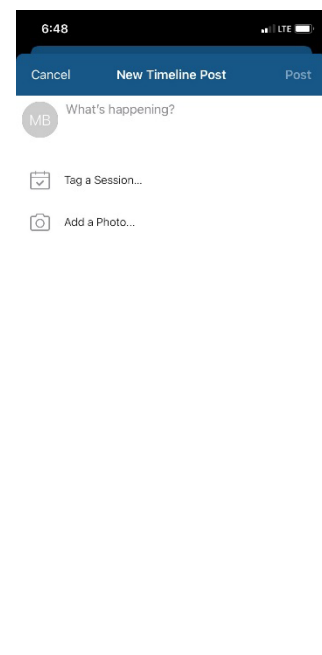 6:48 LTE
Cancel New Timeline Post Post
MB What's happening?
Tag a Session...
Add a Photo...